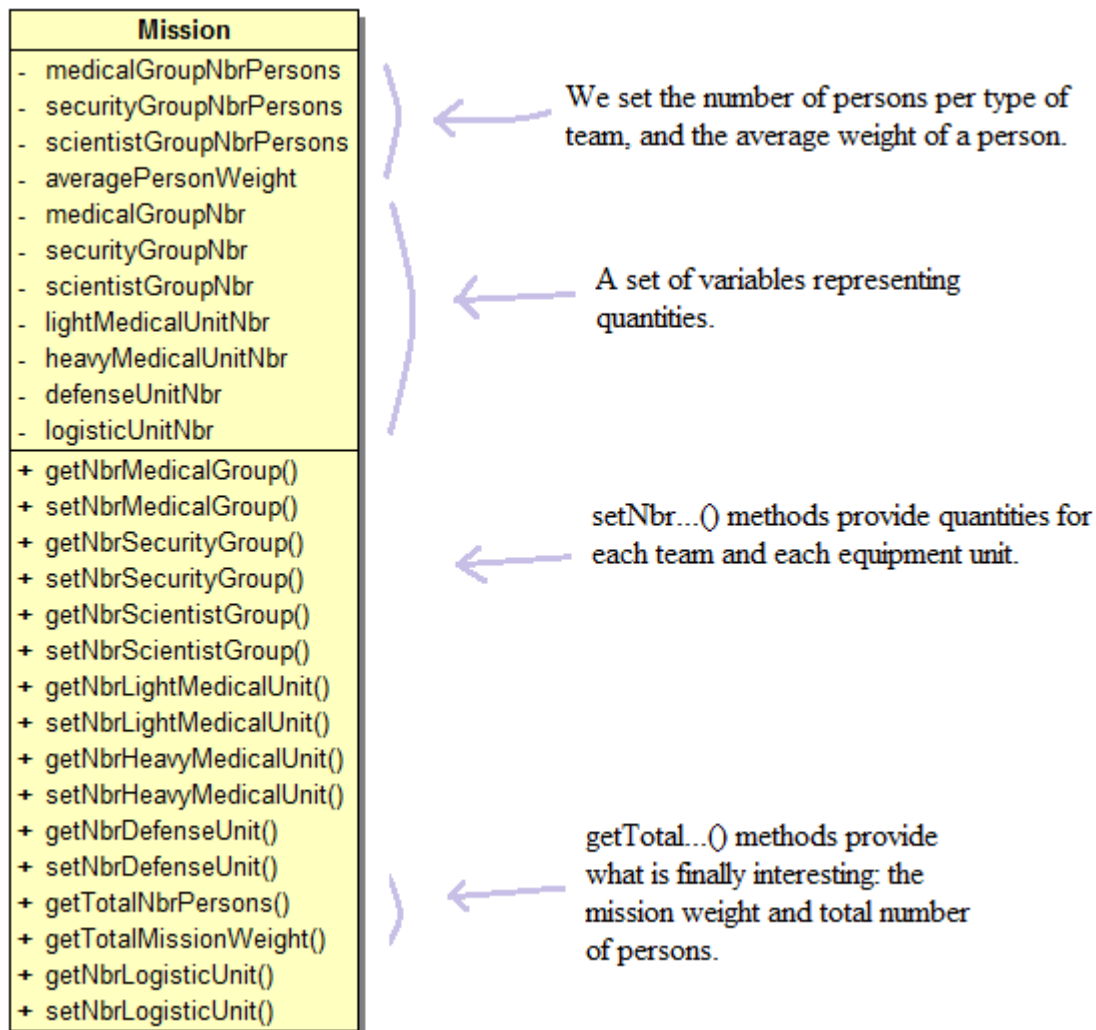 Mission
- medicalGroupNbrPersons
- securityGroupNbrPersons
- scientistGroupNbrPersons
- averagePersonWeight
- medicalGroupNbr
- securityGroupNbr
- scientistGroupNbr
- lightMedicalUnitNbr
- heavyMedicalUnitNbr
- defenseUnitNbr
- logisticUnitNbr
+ getNbrMedicalGroup()
+ setNbrMedicalGroup()
+ getNbrSecurityGroup()
+ setNbrSecurityGroup()
+ getNbrScientistGroup()
+ setNbrScientistGroup()
+ getNbrLightMedicalUnit()
+ setNbrLightMedicalUnit()
+ getNbrHeavyMedicalUnit()
+ setNbrHeavyMedicalUnit()
+ getNbrDefenseUnit()
+ setNbrDefenseUnit()
+ getTotalNbrPersons()
+ getTotalMissionWeight()
+ getNbrLogisticUnit()
+ setNbrLogisticUnit()
We set the number of persons per type of
team, and the average weight of a person.
A set of variables representing
quantities.
setNbr...() methods provide quantities for
each team and each equipment unit.
getTotal...() methods provide
what is finally interesting: the
mission weight and total number
of persons.